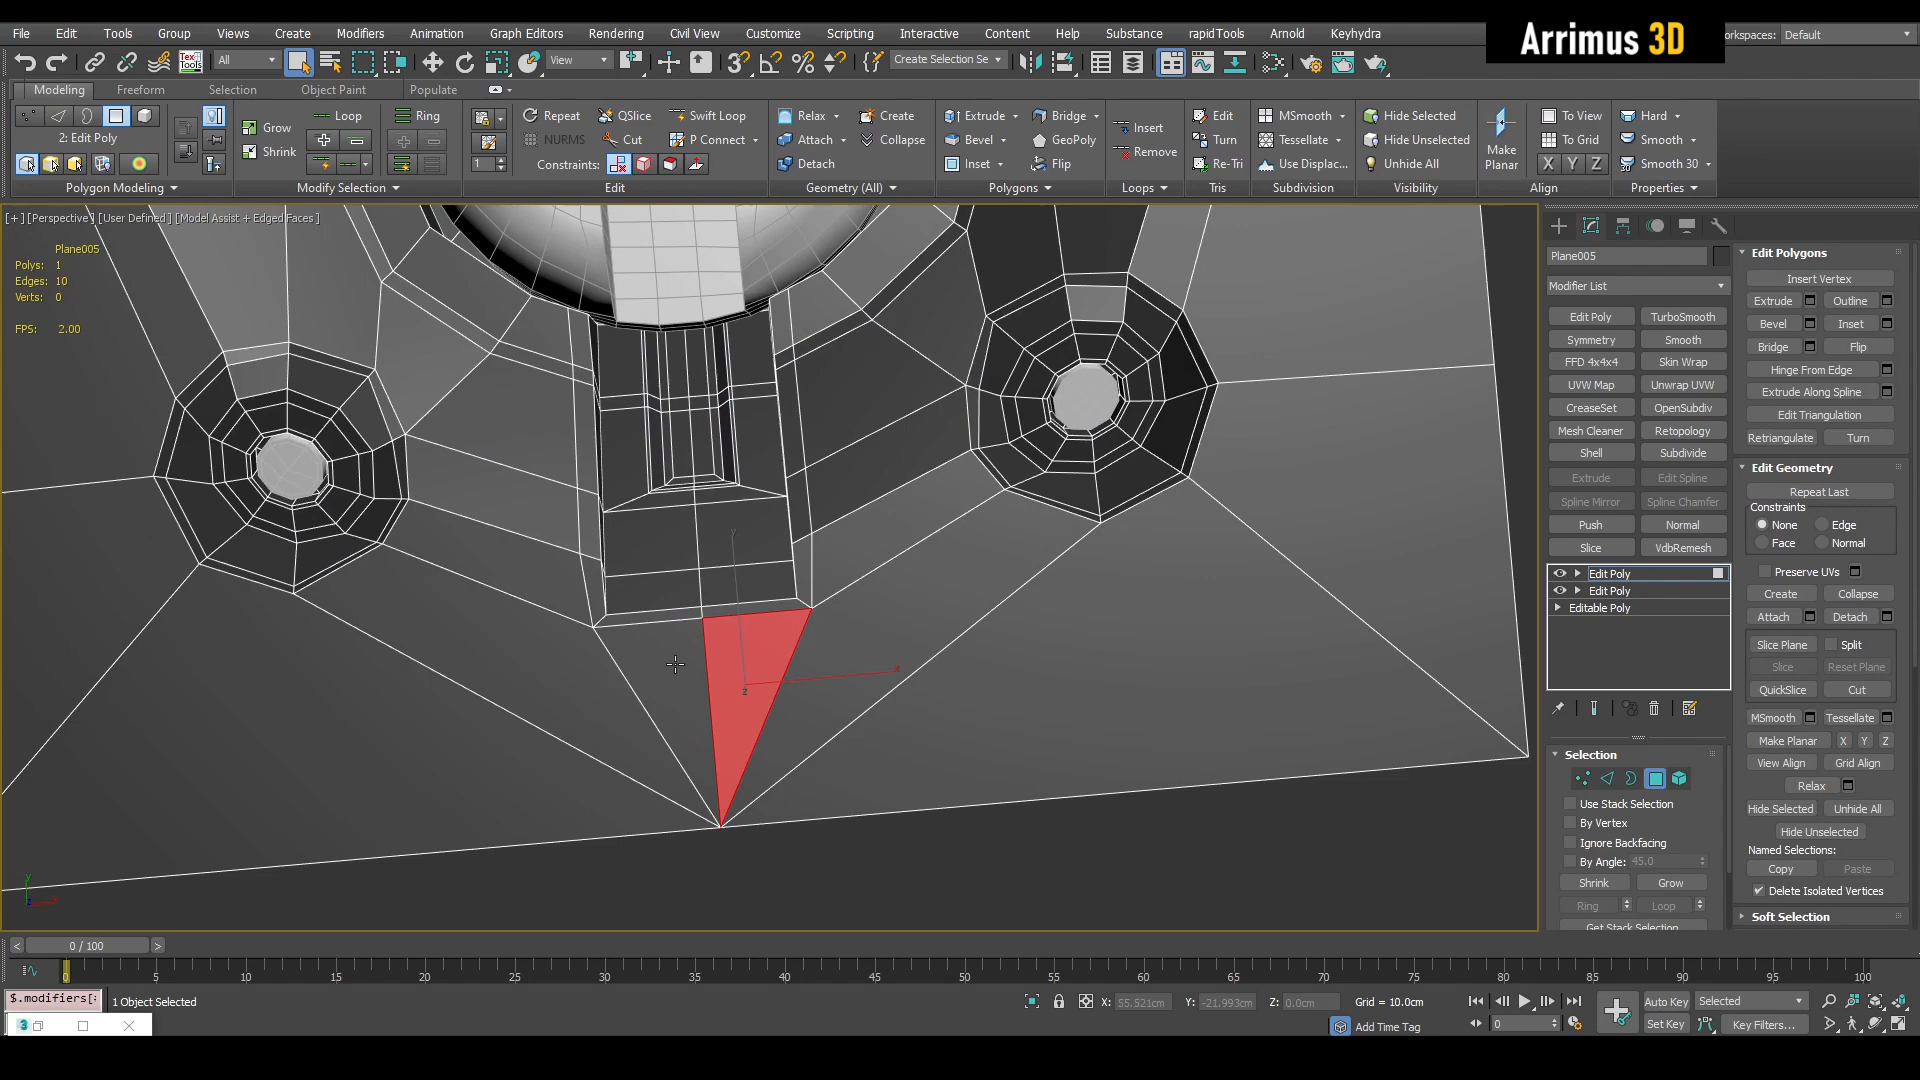 File Edit Tools Group Views Create Modifiers Animation Graph Editors Rendering Civil View Customize Scripting Interactive Content Help Substance rapidTools Arnold Keyhydra
Arrimus 3D
orkspaces: Default
Text Tools All View Create Selection Se
Modeling Freeform Selection Object Paint Populate
2: Edit Poly
Grow Loop Ring Repeat QSlice Swift Loop Relax Create Extrude Bridge Insert Edit MSmooth Hide Selected To View Hard
NURMS Cut P Connect Attach Collapse Bevel GeoPoly Remove Turn Tessellate Hide Unselected Make Planar To Grid Smooth
Shrink 1 Constraints: Detach Inset Flip Re-Tri Use Displac... Unhide All X Y Z Smooth 30
Polygon Modeling Modify Selection Edit Geometry (All) Polygons Loops Tris Subdivision Visibility Align Properties
[+] [Perspective ] [User Defined ] [Model Assist + Edged Faces ]
Plane005
Polys: 1
Edges: 10
Verts: 0
FPS: 2.00
y
x
z
y
x
z
Plane005
Modifier List
Edit Poly TurboSmooth
Symmetry Smooth
FFD 4x4x4 Skin Wrap
UVW Map Unwrap UVW
CreaseSet OpenSubdiv
Mesh Cleaner Retopology
Shell Subdivide
Extrude Edit Spline
Spline Mirror Spline Chamfer
Push Normal
Slice VdbRemesh
Edit Poly
Edit Poly
Editable Poly
Selection
Use Stack Selection
By Vertex
Ignore Backfacing
By Angle: 45.0
Shrink Grow
Ring Loop
Get Stack Selection
Edit Polygons
Insert Vertex
Extrude Outline
Bevel Inset
Bridge Flip
Hinge From Edge
Extrude Along Spline
Edit Triangulation
Retriangulate Turn
Edit Geometry
Repeat Last
Constraints
None Edge
Face Normal
Preserve UVs
Create Collapse
Attach Detach
Slice Plane Split
Slice Reset Plane
QuickSlice Cut
MSmooth Tessellate
Make Planar X Y Z
View Align Grid Align
Relax
Hide Selected Unhide All
Hide Unselected
Named Selections:
Copy Paste
Delete Isolated Vertices
Soft Selection
< 0 / 100 >
0 5 10 15 20 25 30 35 40 45 50 55 60 65 70 75 80 85 90 95 100
$.modifiers[ 1 Object Selected X: 55.521cm Y: -21.993cm Z: 0.0cm Grid = 10.0cm Auto Key Selected
3 Add Time Tag 0 Set Key Key Filters...